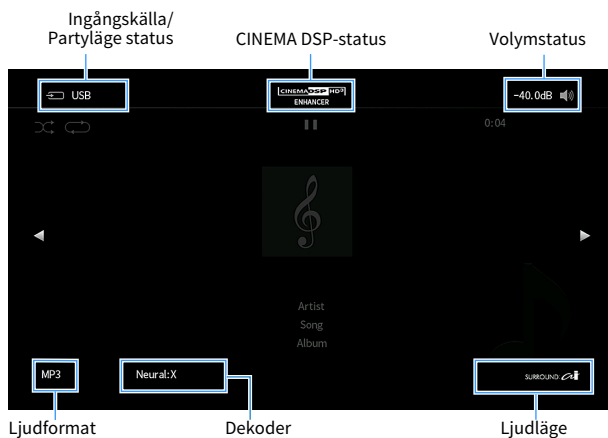 Ingångskälla/
Partyläge status
CINEMA DSP-status
Volymstatus
USB
CINEMA DSP HD³
ENHANCER
-40.0dB
0:04
Artist
Song
Album
MP3
Neural:X
SURROUND: AI
Ljudformat
Dekoder
Ljudläge